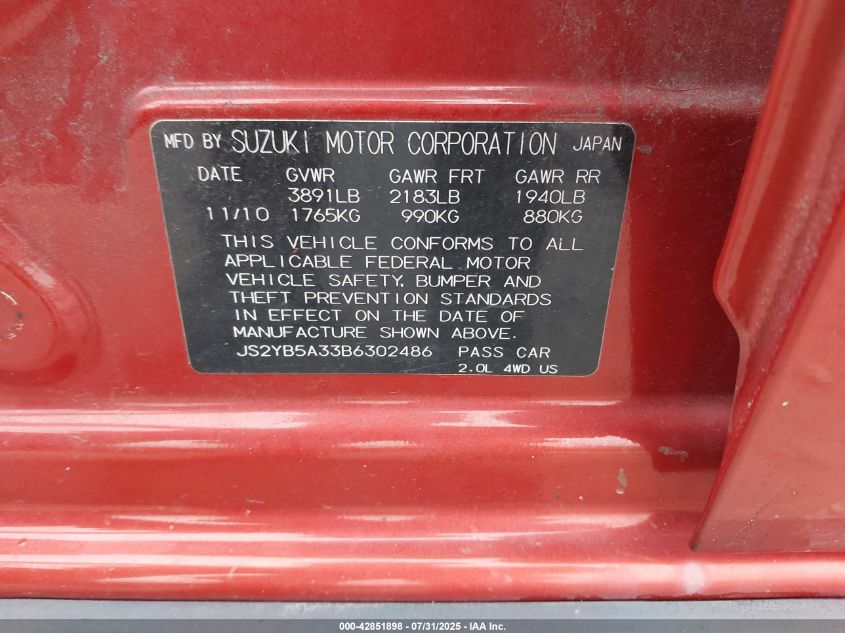 MFD BY SUZUKI MOTOR CORPORATION JAPAN
DATE GVWR GAWR FRT GAWR RR
3891LB 2183LB 1940LB
11/10 1765KG 990KG 880KG
THIS VEHICLE CONFORMS TO ALL
APPLICABLE FEDERAL MOTOR
VEHICLE SAFETY, BUMPER AND
THEFT PREVENTION STANDARDS
IN EFFECT ON THE DATE OF
MANUFACTURE SHOWN ABOVE.
JS2YB5A33B6302486 PASS CAR
2.0L 4WD US
000-42851898 - 07/31/2025 - IAA Inc.